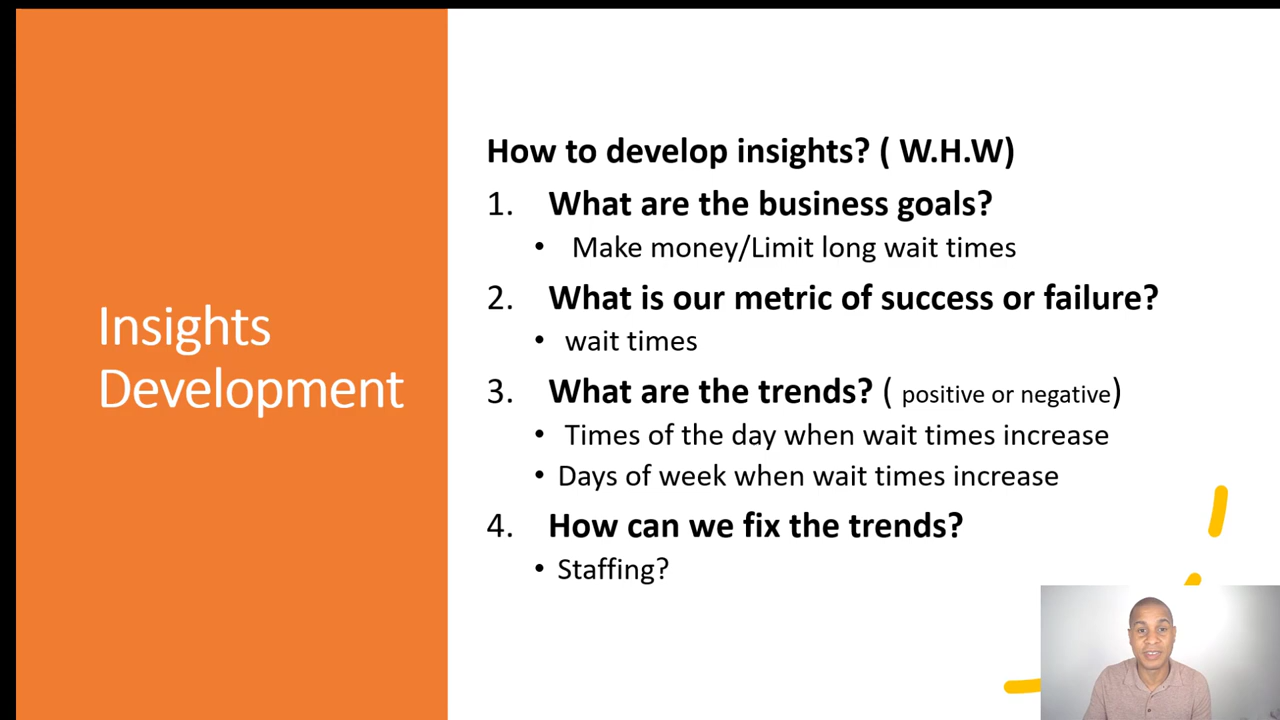 Insights
Development
How to develop insights? ( W.H.W)
1. What are the business goals?
• Make money/Limit long wait times
2. What is our metric of success or failure?
• wait times
3. What are the trends? ( positive or negative)
• Times of the day when wait times increase
• Days of week when wait times increase
4. How can we fix the trends?
• Staffing?